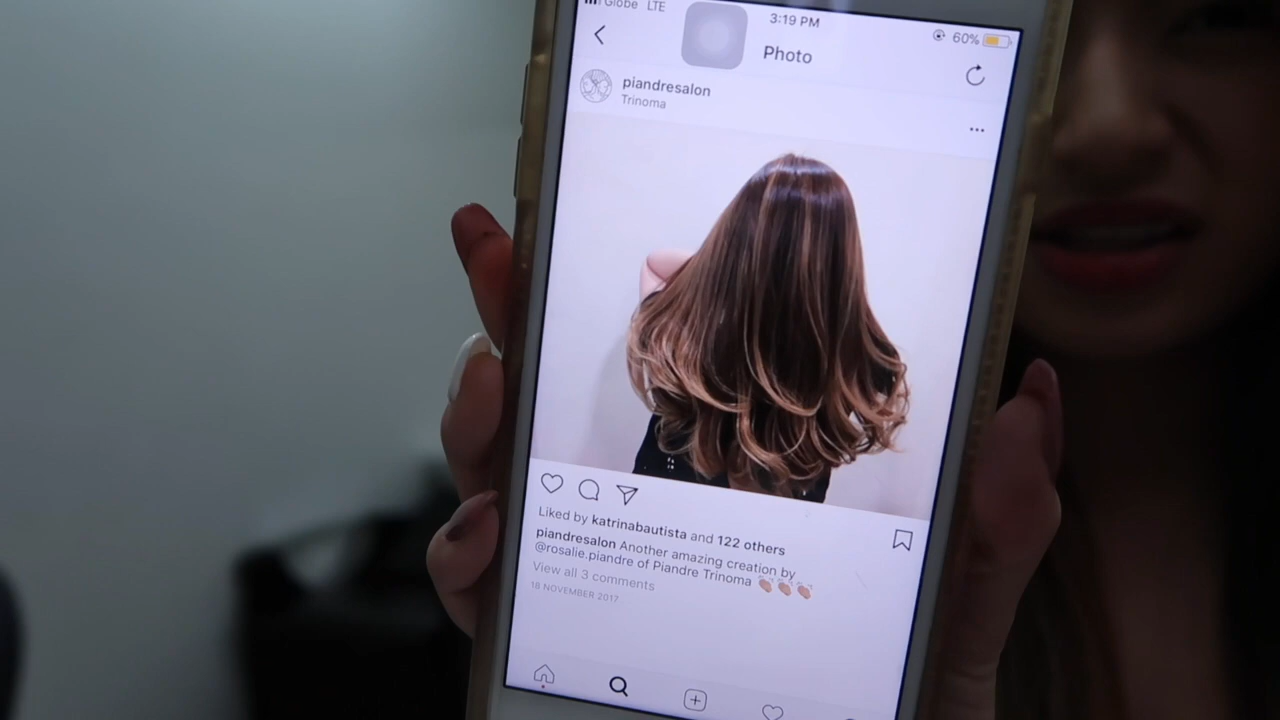 Globe LTE 3:19 PM 60%
Photo
piandresalon
Trinoma
Liked by katrinabautista and 122 others
piandresalon Another amazing creation by
@rosalie.piandre of Piandre Trinoma 👏🏼👏🏼👏🏼
View all 3 comments
18 NOVEMBER 2017